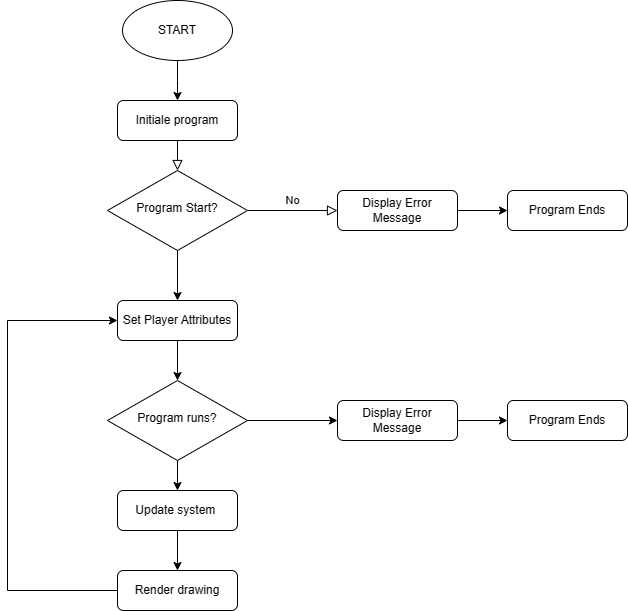 START
Initiale program
Program Start?
No
Display Error
Message
Program Ends
Set Player Attributes
Program runs?
Display Error
Message
Program Ends
Update system
Render drawing